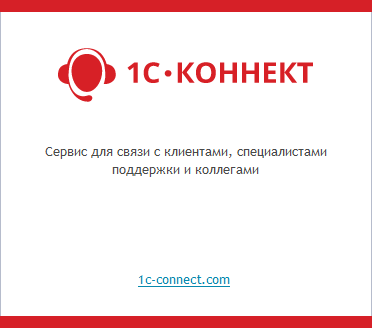 1С·КОННЕКТ
Сервис для связи с клиентами, специалистами
поддержки и коллегами
1c-connect.com